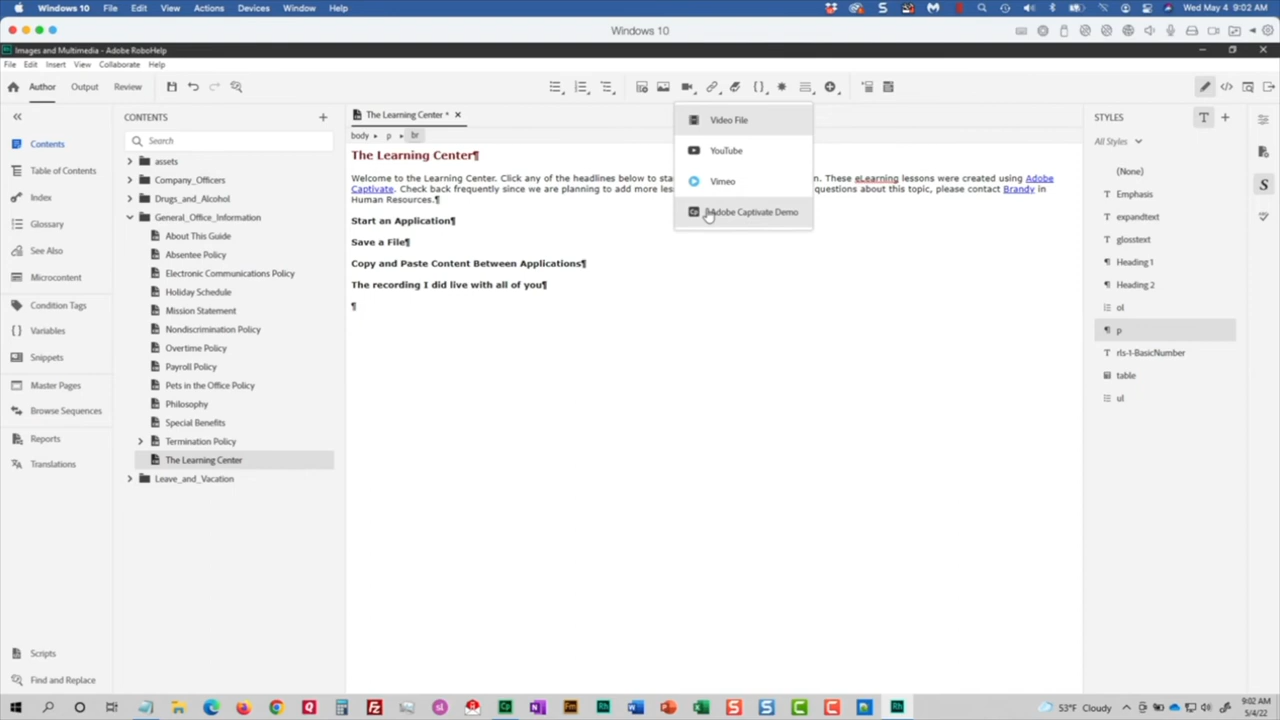 Windows 10 File Edit View Actions Devices Window Help
Wed May 4 9:02 AM
Windows 10
Images and Multimedia - Adobe RoboHelp
File Edit Insert View Collaborate Help
Author Output Review
CONTENTS
Search
assets
Company_Officers
Drugs_and_Alcohol
General_Office_Information
About This Guide
Absentee Policy
Electronic Communications Policy
Holiday Schedule
Mission Statement
Nondiscrimination Policy
Overtime Policy
Payroll Policy
Pets in the Office Policy
Philosophy
Special Benefits
Termination Policy
The Learning Center
Leave_and_Vacation
Contents
Table of Contents
Index
Glossary
See Also
Microcontent
Condition Tags
Variables
Snippets
Master Pages
Browse Sequences
Reports
Translations
Scripts
Find and Replace
The Learning Center *
body p br
The Learning Center¶
Welcome to the Learning Center. Click any of the headlines below to n. These eLearning lessons were created using Adobe
Captivate. Check back frequently since we are planning to add more questions about this topic, please contact Brandy in
Human Resources.¶
Start an Application¶
Save a File¶
Copy and Paste Content Between Applications¶
The recording I did live with all of you¶
¶
Video File
YouTube
Vimeo
Adobe Captivate Demo
STYLES
All Styles
(None)
Emphasis
expandtext
glosstext
Heading 1
Heading 2
ol
p
rls-1-BasicNumber
table
ul
53°F Cloudy
9:02 AM
5/4/22